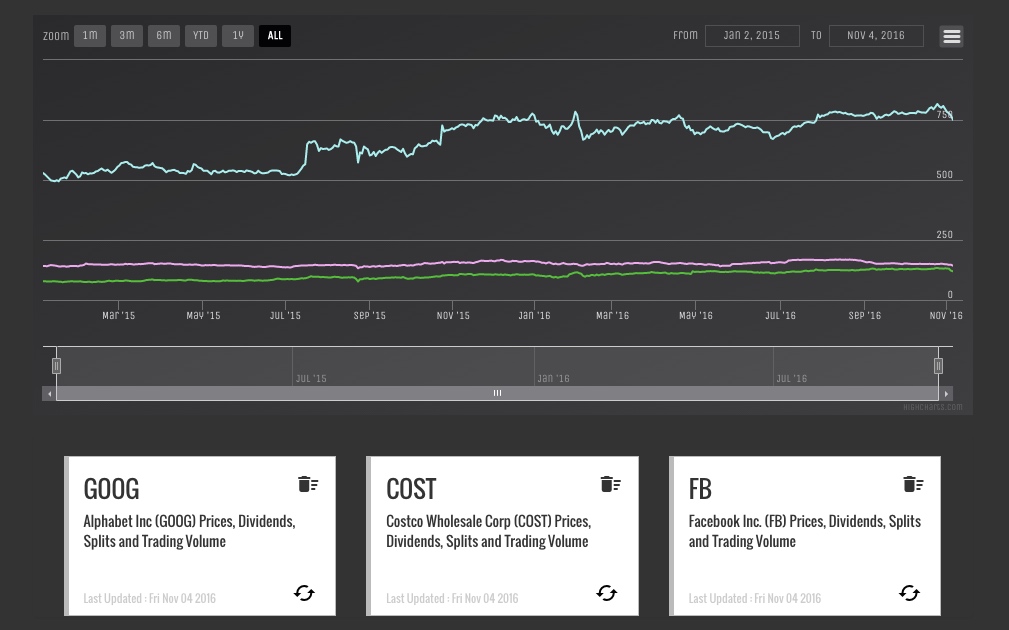 Zoom 1m 3m 6m YTD 1y All From Jan 2, 2015 To Nov 4, 2016
750
500
250
0
Mar '15 May '15 Jul '15 Sep '15 Nov '15 Jan '16 Mar '16 May '16 Jul '16 Sep '16 Nov '16
Jul '15 Jan '16 Jul '16
Highcharts.com
GOOG
Alphabet Inc (GOOG) Prices, Dividends,
Splits and Trading Volume
Last Updated : Fri Nov 04 2016
COST
Costco Wholesale Corp (COST) Prices,
Dividends, Splits and Trading Volume
Last Updated : Fri Nov 04 2016
FB
Facebook Inc. (FB) Prices, Dividends, Splits
and Trading Volume
Last Updated : Fri Nov 04 2016